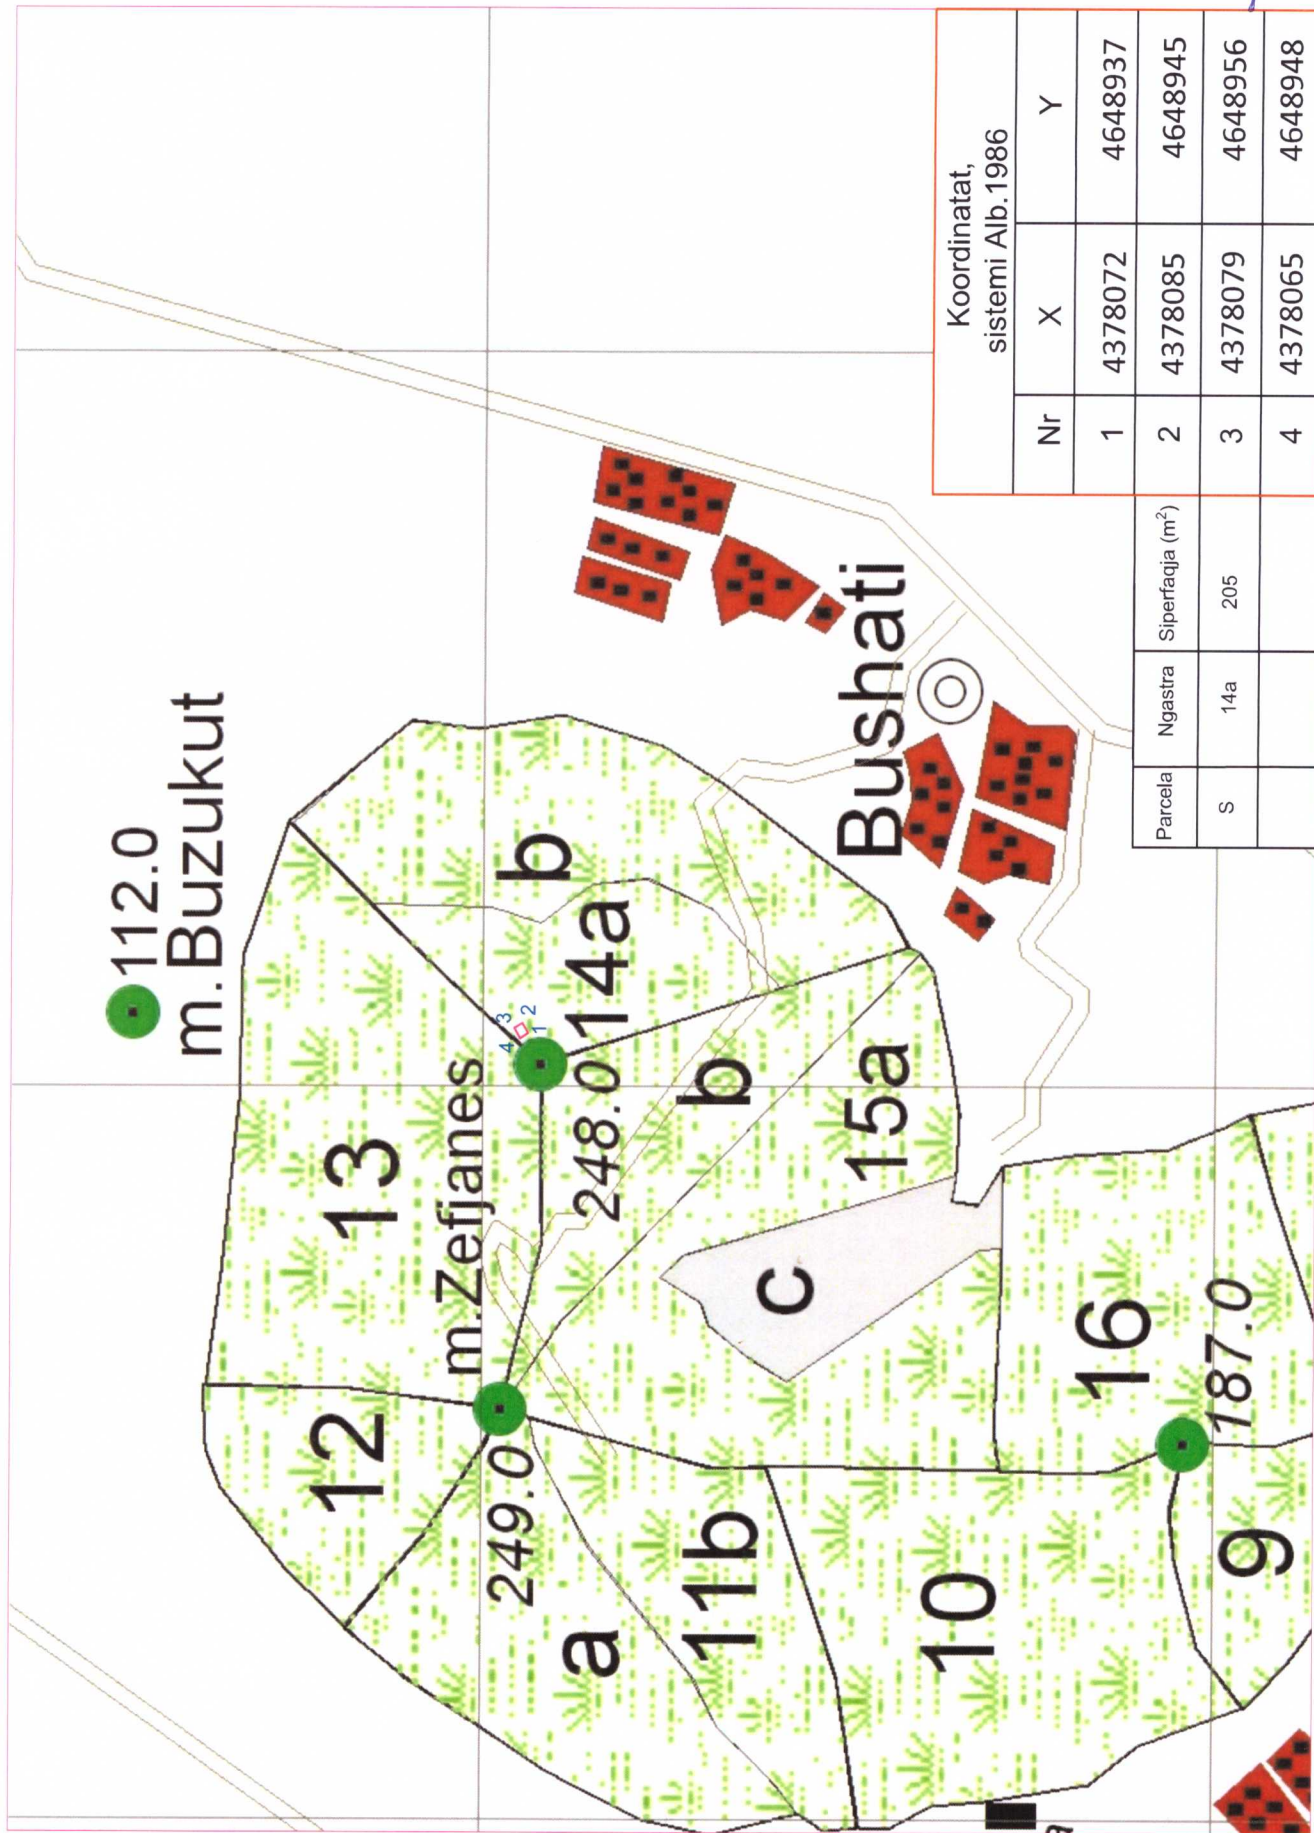 112.0
m.Buzukut
13
b
m.Zefjanes
4 3
1 2
14a
12
248.0
b
249.0
Bushati
15a
a
c
11b
16
10
187.0
9
Koordinatat,
sistemi Alb.1986
Nr X Y
1 4378072 4648937
2 4378085 4648945
3 4378079 4648956
4 4378065 4648948
Parcela Ngastra Siperfaqja (m²)
S 14a 205